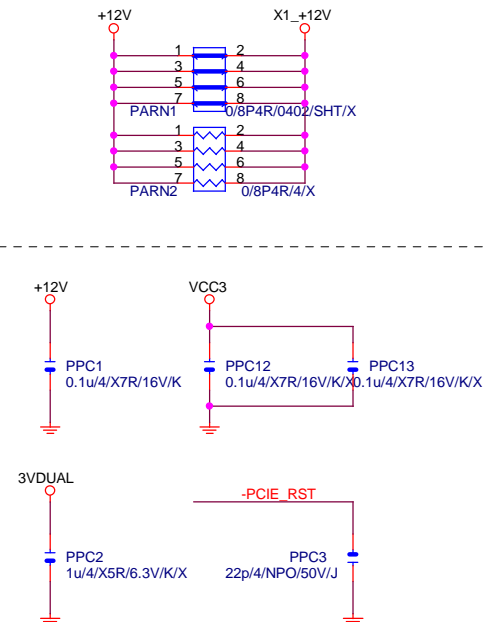 +12V X1_+12V
1 2
3 4
5 6
7 8
PARN1 0/8P4R/0402/SHT/X
1 2
3 4
5 6
7 8
PARN2 0/8P4R/4/X
+12V VCC3
PPC1 PPC12 PPC13
0.1u/4/X7R/16V/K 0.1u/4/X7R/16V/K/X 0.1u/4/X7R/16V/K/X
3VDUAL
-PCIE_RST
PPC2 PPC3
1u/4/X5R/6.3V/K/X 22p/4/NPO/50V/J